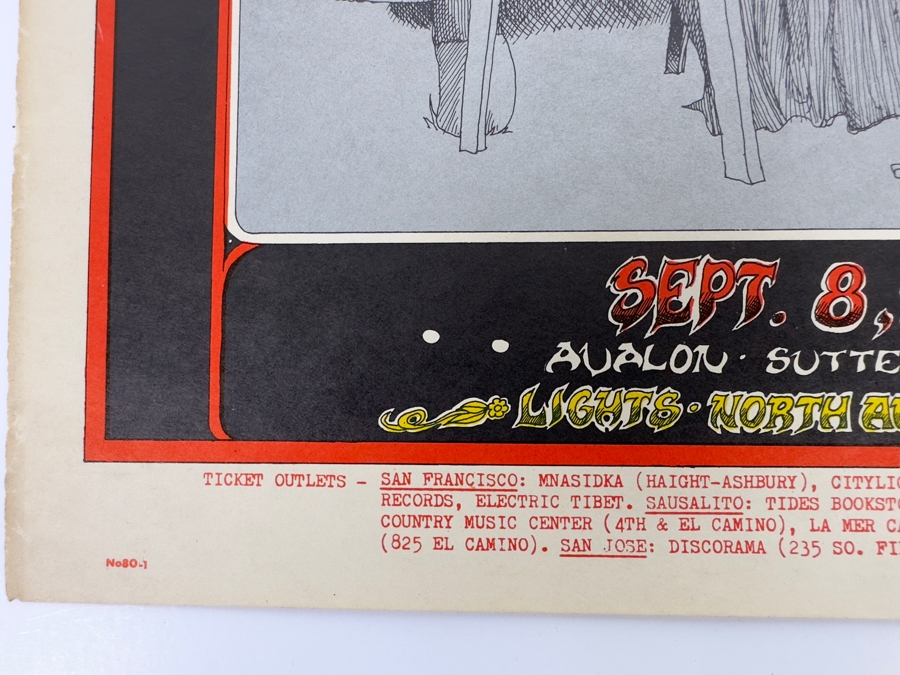 SEPT. 8,
AVALON · SUTTE
LIGHTS · NORTH A
TICKET OUTLETS – SAN FRANCISCO: MNASIDKA (HAIGHT-ASHBURY), CITYLIG
RECORDS, ELECTRIC TIBET. SAUSALITO: TIDES BOOKSTO
COUNTRY MUSIC CENTER (4TH & EL CAMINO), LA MER CA
(825 EL CAMINO). SAN JOSE: DISCORAMA (235 SO. FI
No80-1